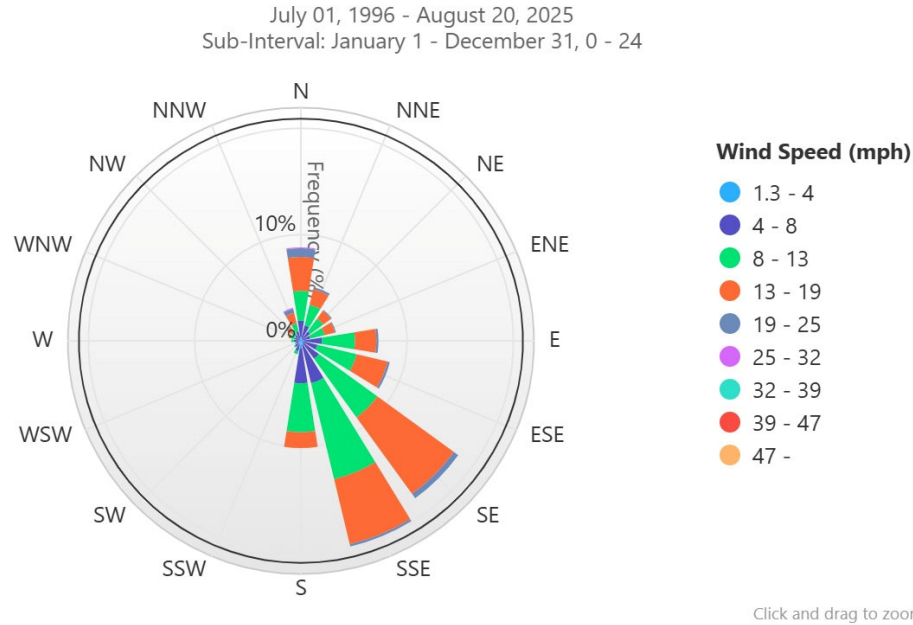 July 01, 1996 - August 20, 2025
Sub-Interval: January 1 - December 31, 0 - 24
N
NNE
NE
ENE
E
ESE
SE
SSE
S
SSW
SW
WSW
W
WNW
NW
NNW
Frequency (%
10%
0%
Wind Speed (mph)
1.3 - 4
4 - 8
8 - 13
13 - 19
19 - 25
25 - 32
32 - 39
39 - 47
47 -
Click and drag to zoor